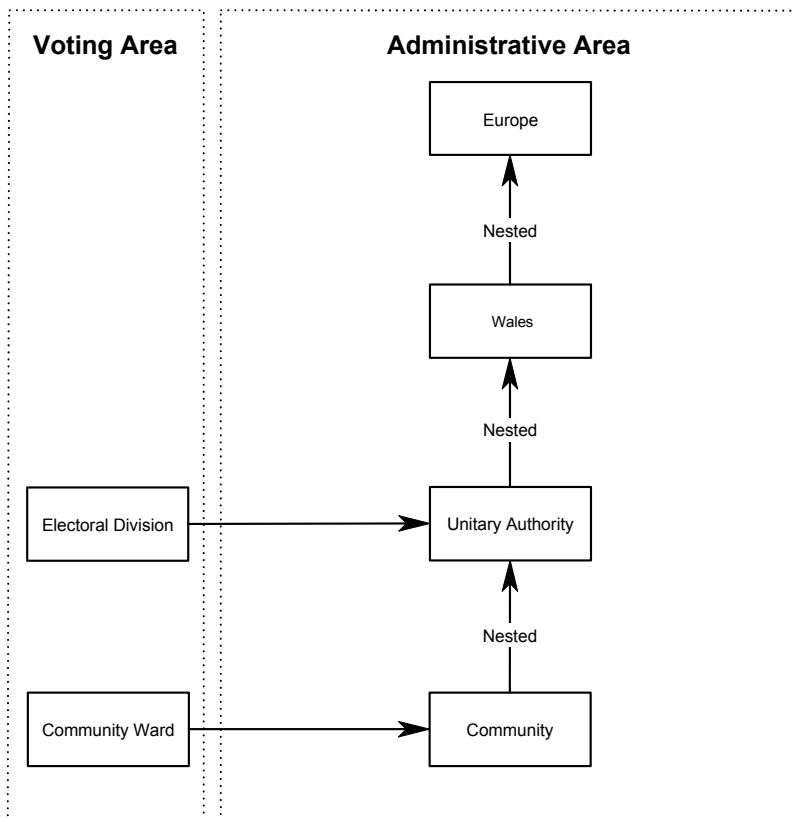 Voting Area
Administrative Area
Europe
Nested
Wales
Nested
Electoral Division
Unitary Authority
Nested
Community Ward
Community